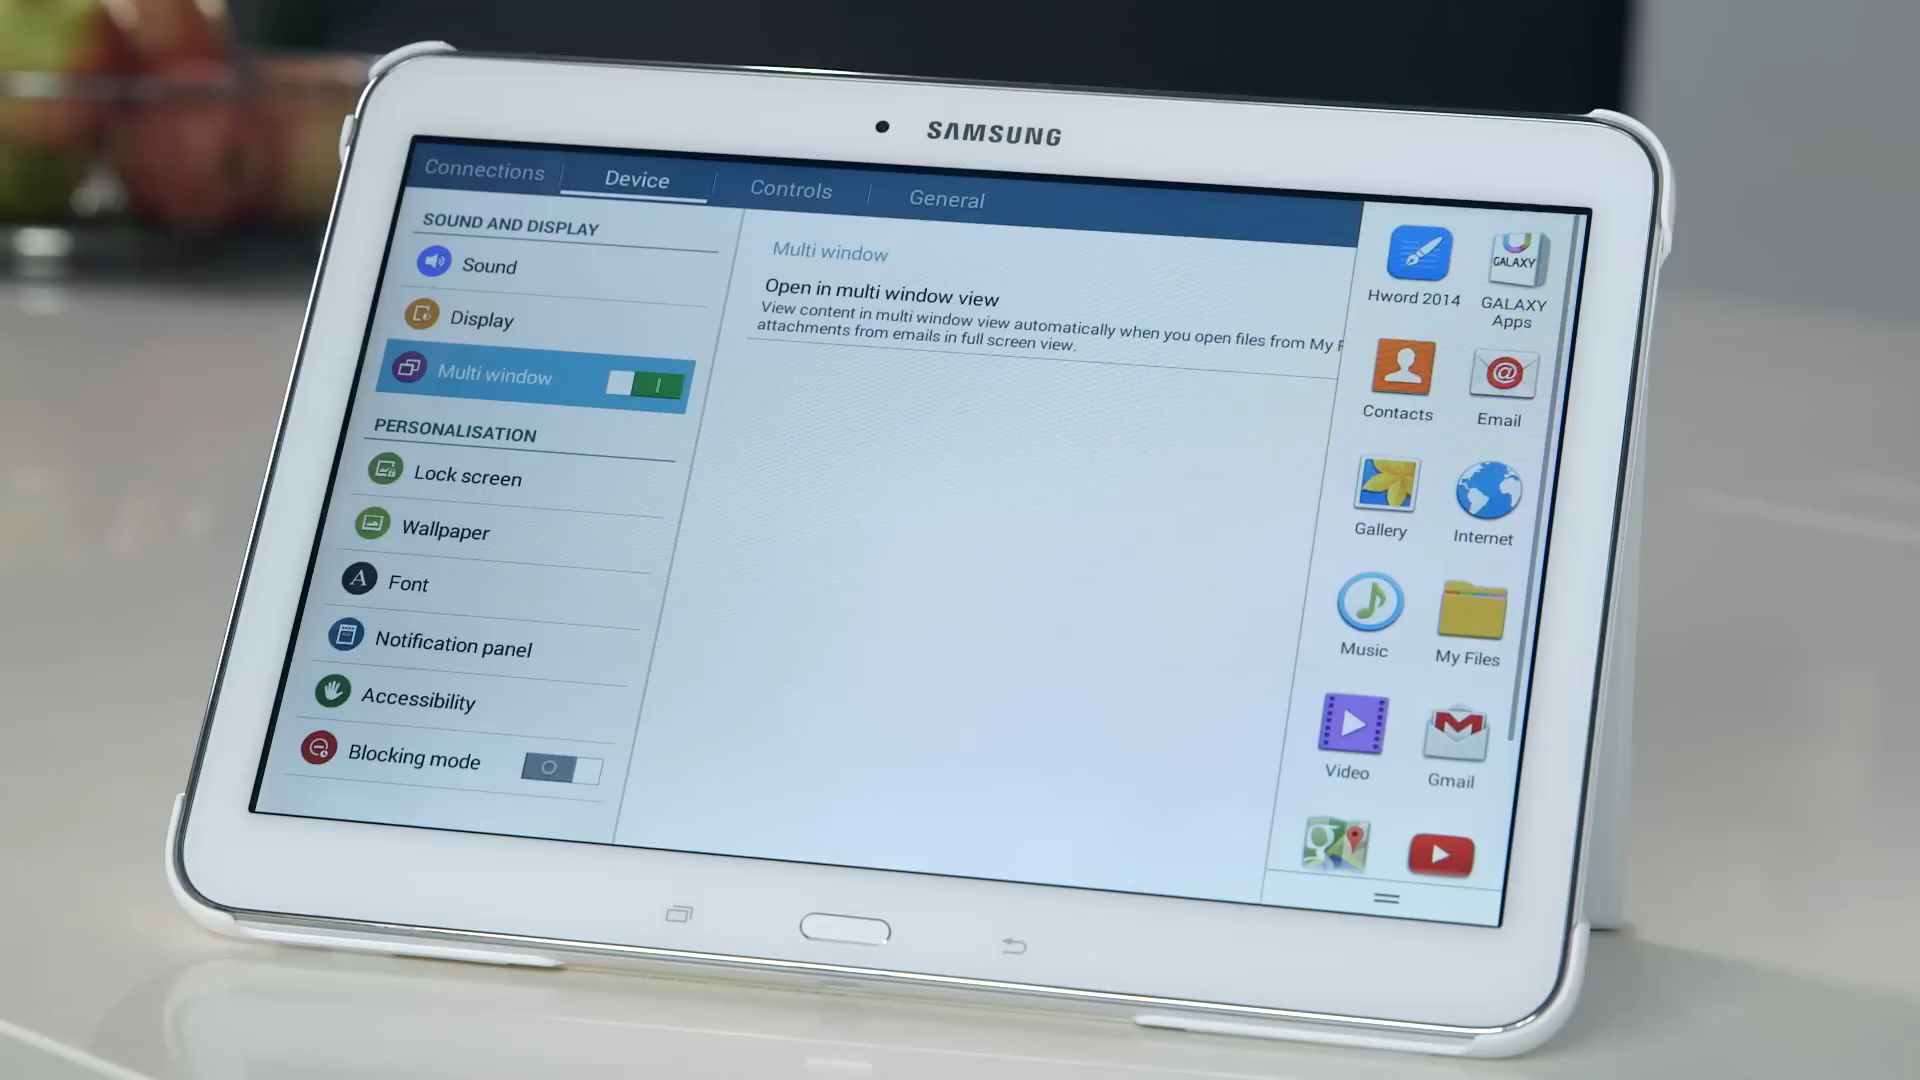 SAMSUNG
Connections
Device
Controls
General
SOUND AND DISPLAY
Sound
Display
Multi window
PERSONALISATION
Lock screen
Wallpaper
Font
Notification panel
Accessibility
Blocking mode
Multi window
Open in multi window view
View content in multi window view automatically when you open files from My F
attachments from emails in full screen view.
Hword 2014
GALAXY
GALAXY
Apps
Contacts
Email
Gallery
Internet
Music
My Files
Video
Gmail